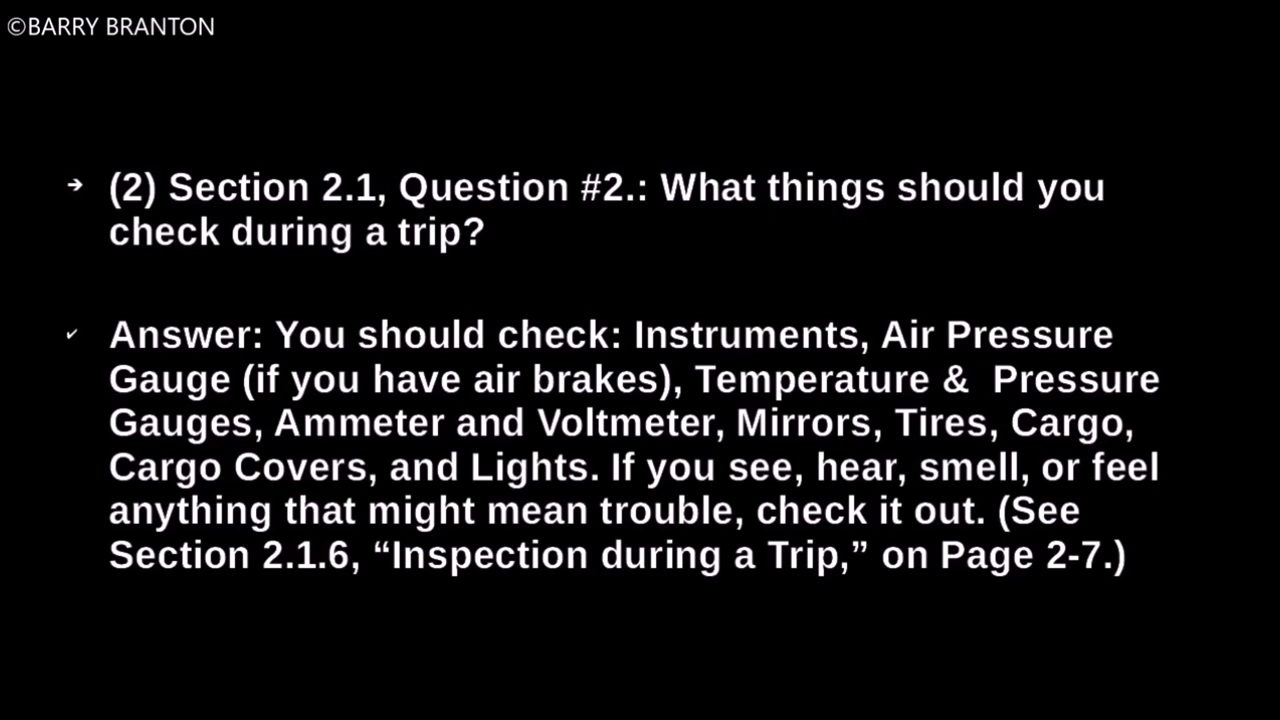 ©BARRY BRANTON
➔ (2) Section 2.1, Question #2.: What things should you
check during a trip?
✓ Answer: You should check: Instruments, Air Pressure
Gauge (if you have air brakes), Temperature &  Pressure
Gauges, Ammeter and Voltmeter, Mirrors, Tires, Cargo,
Cargo Covers, and Lights. If you see, hear, smell, or feel
anything that might mean trouble, check it out. (See
Section 2.1.6, “Inspection during a Trip,” on Page 2-7.)